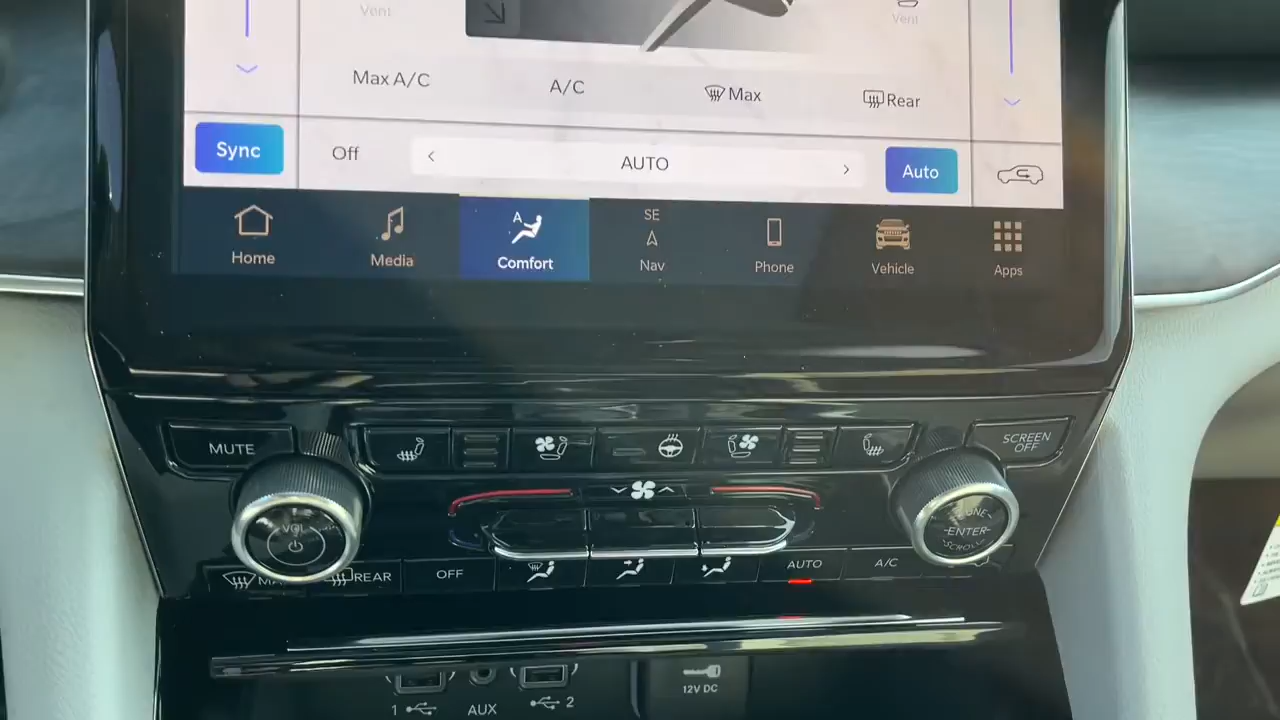 Vent
Vent
Max A/C
A/C
Max
Rear
Sync
Off
AUTO
Auto
Home
Media
A
Comfort
SE
Nav
Phone
Vehicle
Apps
MUTE
SCREEN
OFF
VOL
ENTER
SCROLL
REAR
OFF
AUTO
A/C
1
AUX
2
12V DC